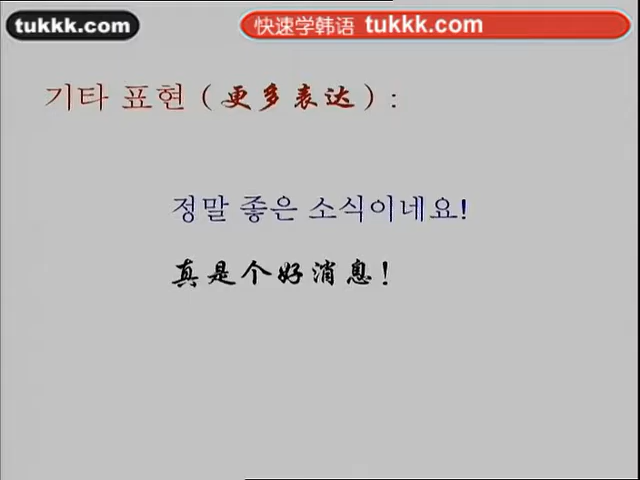 tukkk.com
快速学韩语 tukkk.com
기타 표현（更多表达）:
정말 좋은 소식이네요!
真是个好消息！